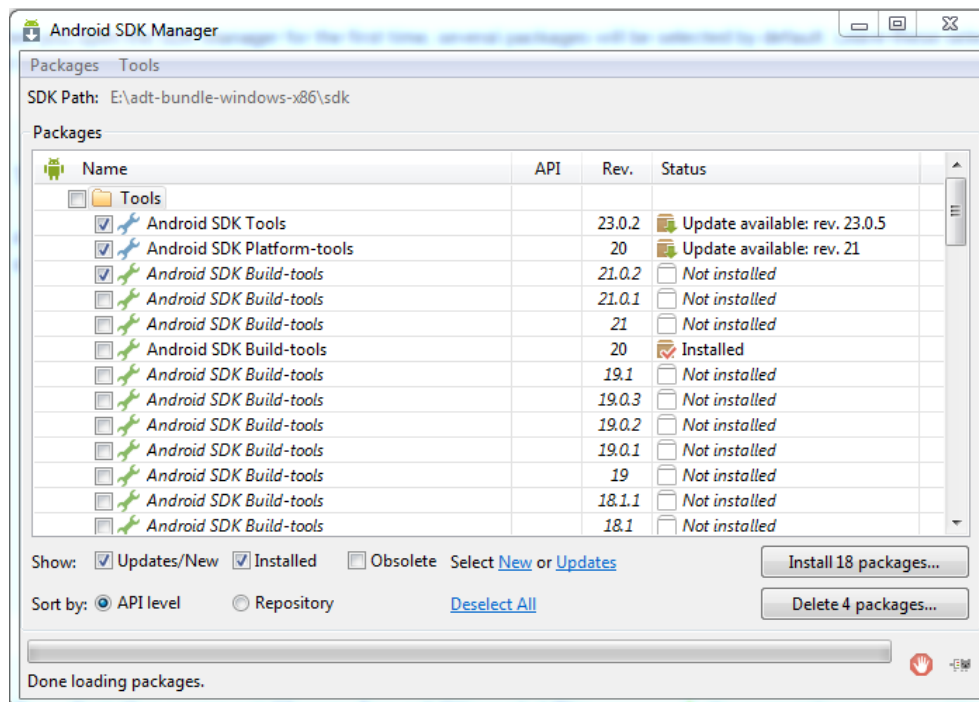 Android SDK Manager
Packages Tools
SDK Path: E:\adt-bundle-windows-x86\sdk
Packages
Name API Rev. Status
Tools
Android SDK Tools 23.0.2 Update available: rev. 23.0.5
Android SDK Platform-tools 20 Update available: rev. 21
Android SDK Build-tools 21.0.2 Not installed
Android SDK Build-tools 21.0.1 Not installed
Android SDK Build-tools 21 Not installed
Android SDK Build-tools 20 Installed
Android SDK Build-tools 19.1 Not installed
Android SDK Build-tools 19.0.3 Not installed
Android SDK Build-tools 19.0.2 Not installed
Android SDK Build-tools 19.0.1 Not installed
Android SDK Build-tools 19 Not installed
Android SDK Build-tools 18.1.1 Not installed
Android SDK Build-tools 18.1 Not installed
Show: Updates/New Installed Obsolete Select New or Updates Install 18 packages...
Sort by: API level Repository Deselect All Delete 4 packages...
Done loading packages.